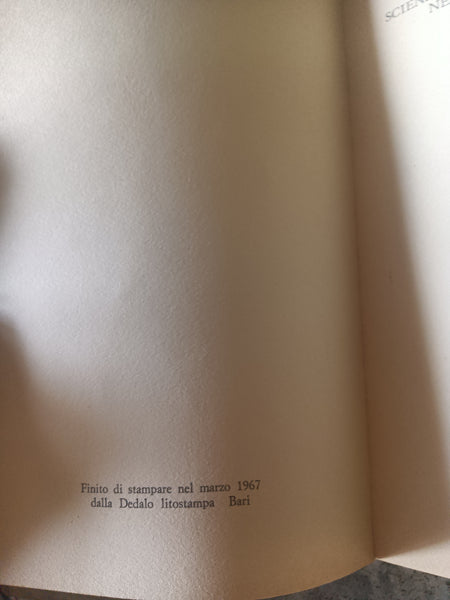 Finito di stampare nel marzo 1967
dalla Dedalo litostampa Bari